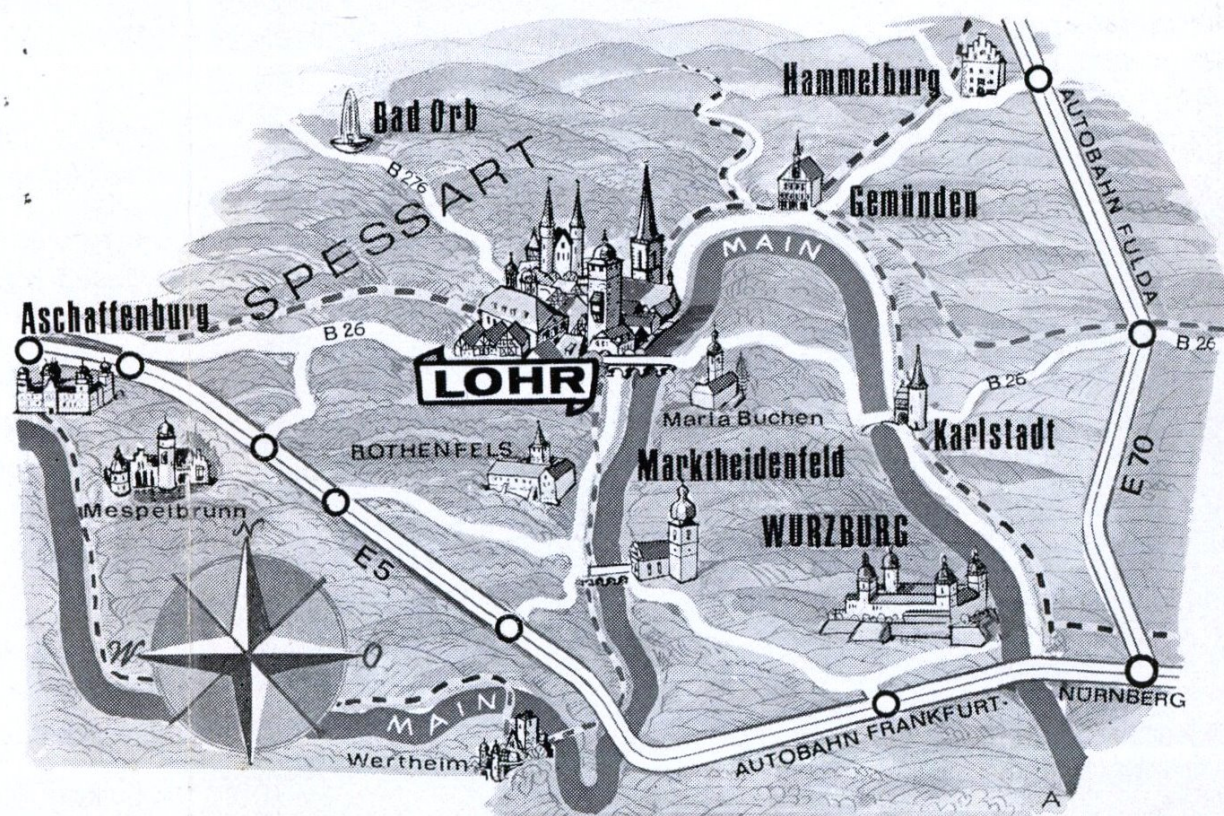 Hammelburg
Bad Orb
AUTOBAHN FULDA
B 276
SPESSART
Gemünden
MAIN
Aschaffenburg
B 26
B 26
LOHR
B 26
Maria Buchen
Karlstadt
ROTHENFELS
Marktheidenfeld
E 70
Mespelbrunn
WURZBURG
N
E 5
W
O
MAIN
NÜRNBERG
AUTOBAHN FRANKFURT-
Wertheim
A